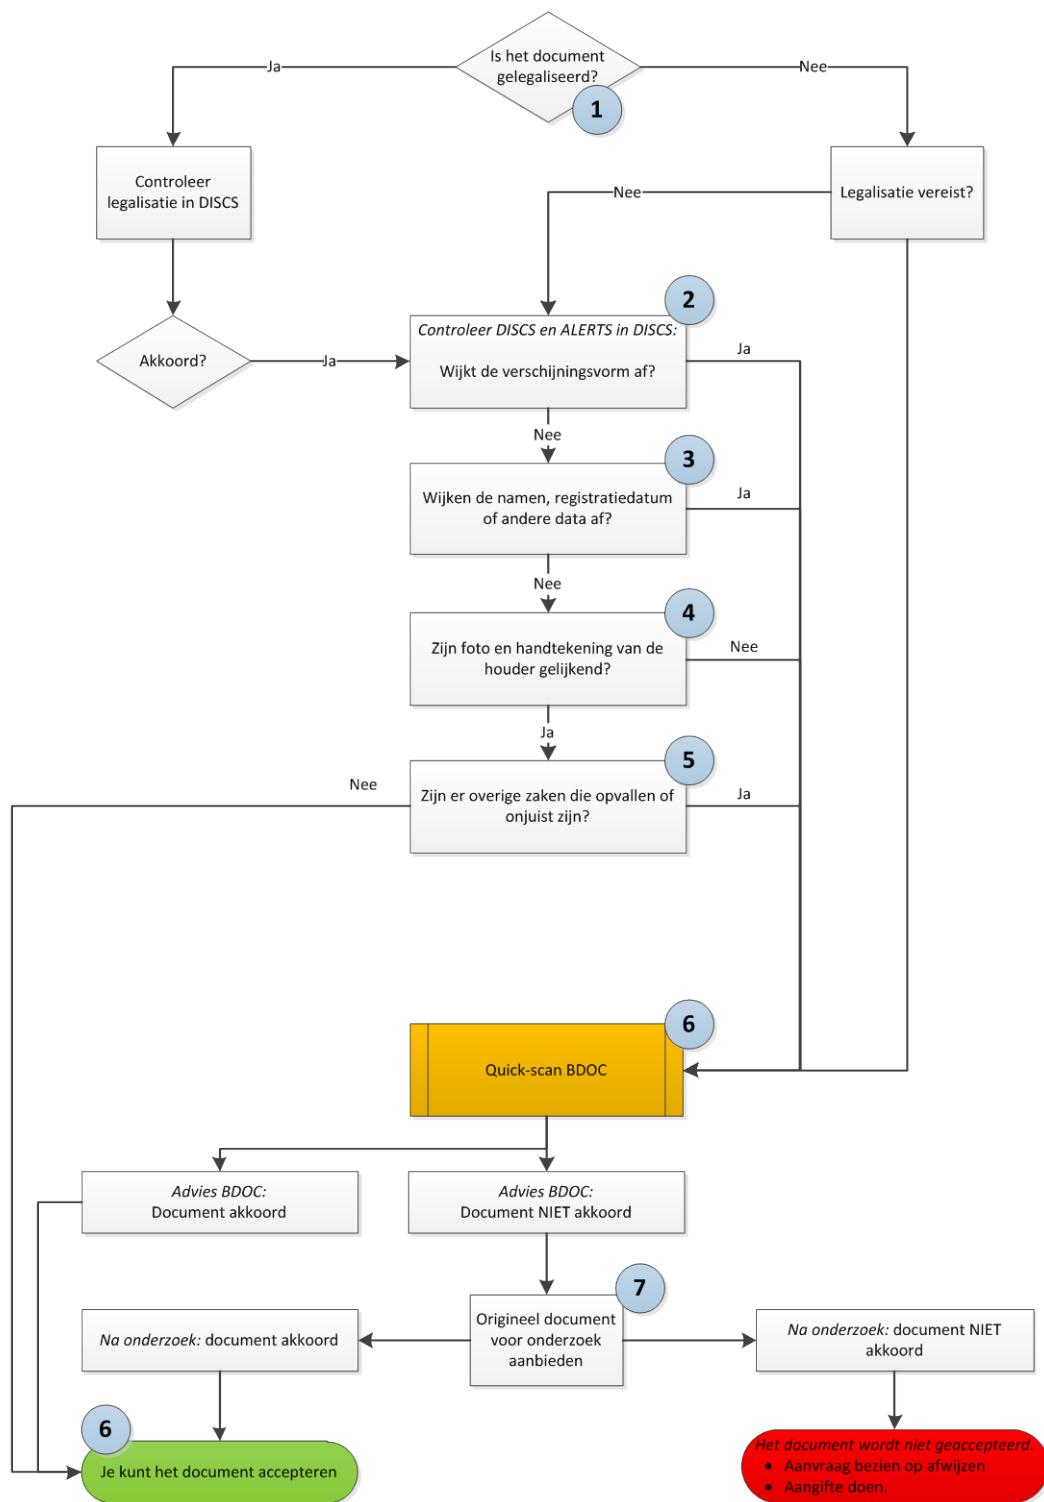 Is het document
gelegaliseerd?
Ja
Nee
1
Controleer
legalisatie in DISCS
Legalisatie vereist?
Nee
2
Controleer DISCS en ALERTS in DISCS:
Wijkt de verschijningsvorm af?
Akkoord?
Ja
Ja
Nee
3
Wijken de namen, registratiedatum
of andere data af?
Ja
Nee
4
Zijn foto en handtekening van de
houder gelijkend?
Nee
Ja
5
Zijn er overige zaken die opvallen of
onjuist zijn?
Nee
Ja
6
Quick-scan BDOC
Advies BDOC:
Document akkoord
Advies BDOC:
Document NIET akkoord
7
Origineel document
voor onderzoek
aanbieden
Na onderzoek: document akkoord
Na onderzoek: document NIET
akkoord
6
Je kunt het document accepteren
Het document wordt niet geaccepteerd.
• Aanvraag bezien op afwijzen
• Aangifte doen.